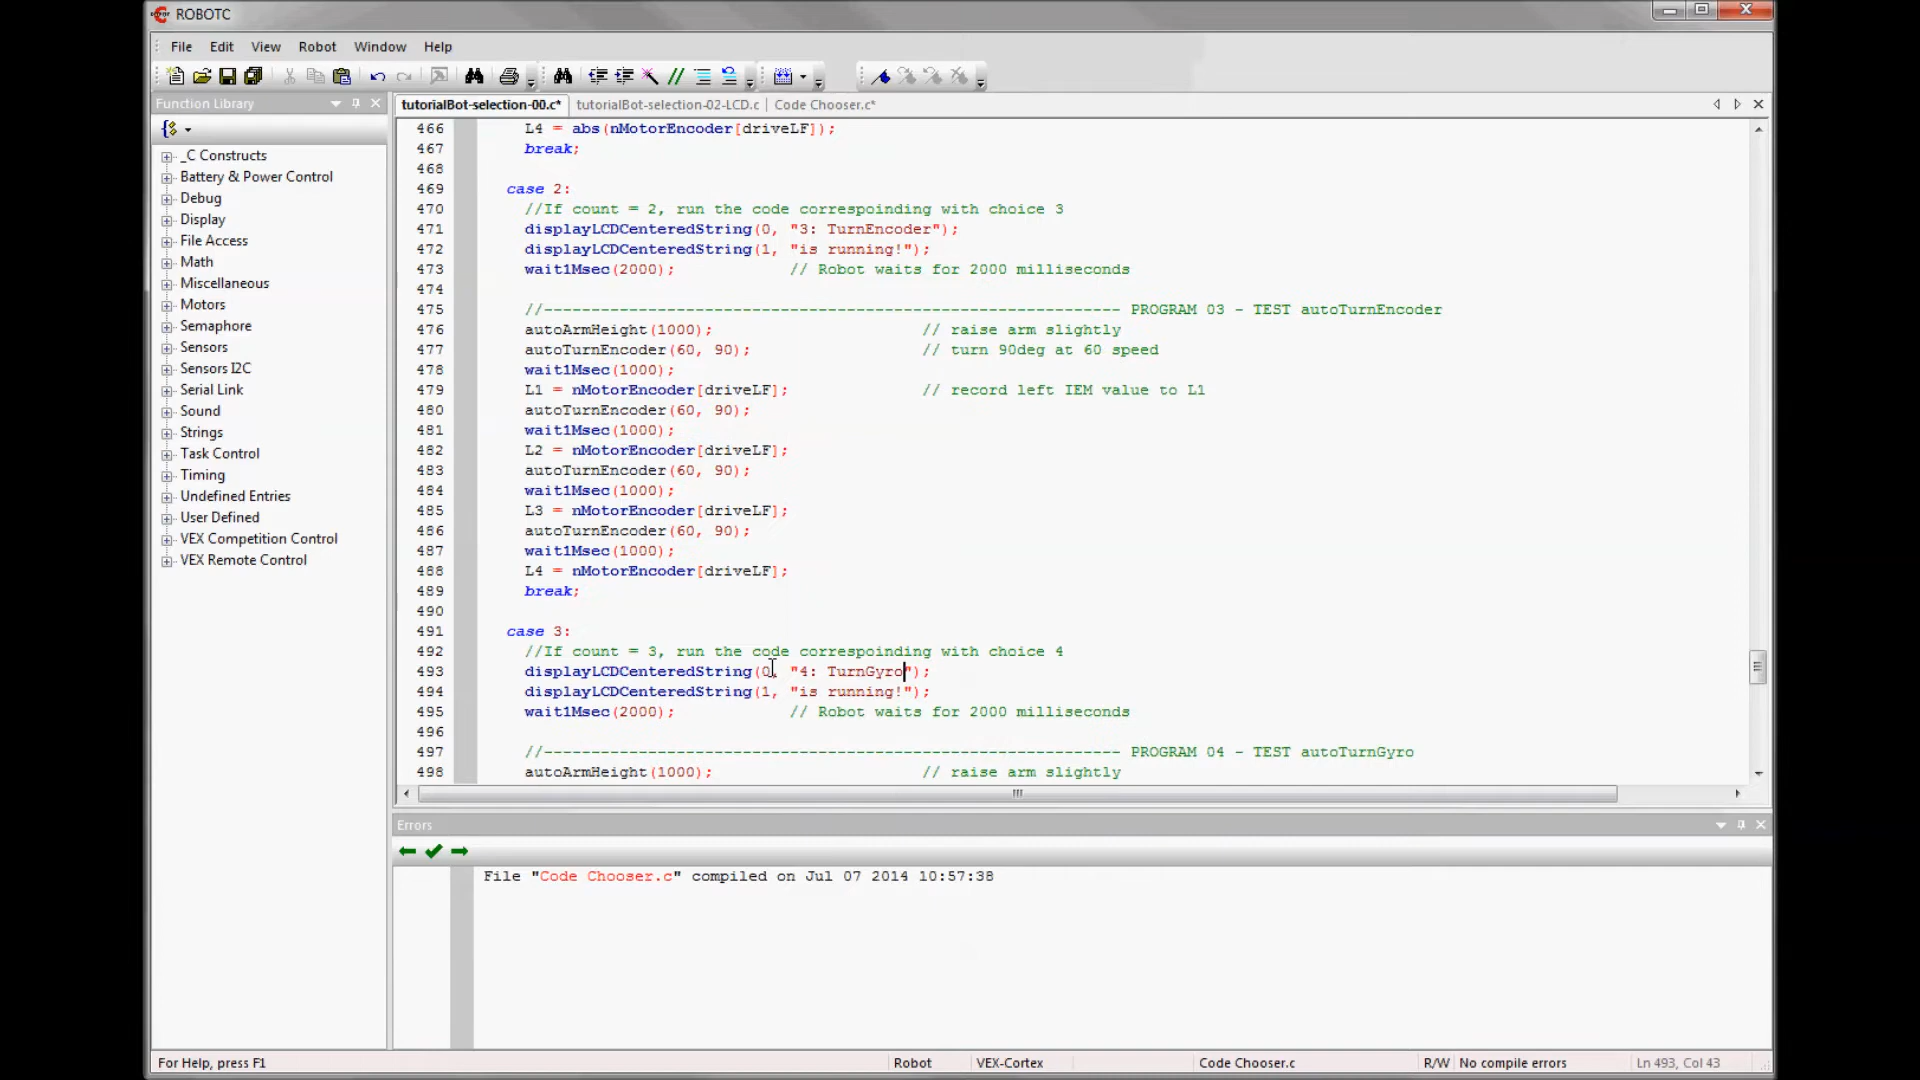 ROBOTC
File Edit View Robot Window Help
Function Library
tutorialBot-selection-00.c* tutorialBot-selection-02-LCD.c Code Chooser.c*
_C Constructs
Battery & Power Control
Debug
Display
File Access
Math
Miscellaneous
Motors
Semaphore
Sensors
Sensors I2C
Serial Link
Sound
Strings
Task Control
Timing
Undefined Entries
User Defined
VEX Competition Control
VEX Remote Control
466 L4 = abs(nMotorEncoder[driveLF]);
467 break;
468
469 case 2:
470 //If count = 2, run the code correspoinding with choice 3
471 displayLCDCenteredString(0, "3: TurnEncoder");
472 displayLCDCenteredString(1, "is running!");
473 wait1Msec(2000); // Robot waits for 2000 milliseconds
474
475 //------------------------------------------------------------- PROGRAM 03 - TEST autoTurnEncoder
476 autoArmHeight(1000); // raise arm slightly
477 autoTurnEncoder(60, 90); // turn 90deg at 60 speed
478 wait1Msec(1000);
479 L1 = nMotorEncoder[driveLF]; // record left IEM value to L1
480 autoTurnEncoder(60, 90);
481 wait1Msec(1000);
482 L2 = nMotorEncoder[driveLF];
483 autoTurnEncoder(60, 90);
484 wait1Msec(1000);
485 L3 = nMotorEncoder[driveLF];
486 autoTurnEncoder(60, 90);
487 wait1Msec(1000);
488 L4 = nMotorEncoder[driveLF];
489 break;
490
491 case 3:
492 //If count = 3, run the code correspoinding with choice 4
493 displayLCDCenteredString(0, "4: TurnGyro");
494 displayLCDCenteredString(1, "is running!");
495 wait1Msec(2000); // Robot waits for 2000 milliseconds
496
497 //------------------------------------------------------------- PROGRAM 04 - TEST autoTurnGyro
498 autoArmHeight(1000); // raise arm slightly
Errors
File "Code Chooser.c" compiled on Jul 07 2014 10:57:38
For Help, press F1 Robot VEX-Cortex Code Chooser.c R/W No compile errors Ln 493, Col 43